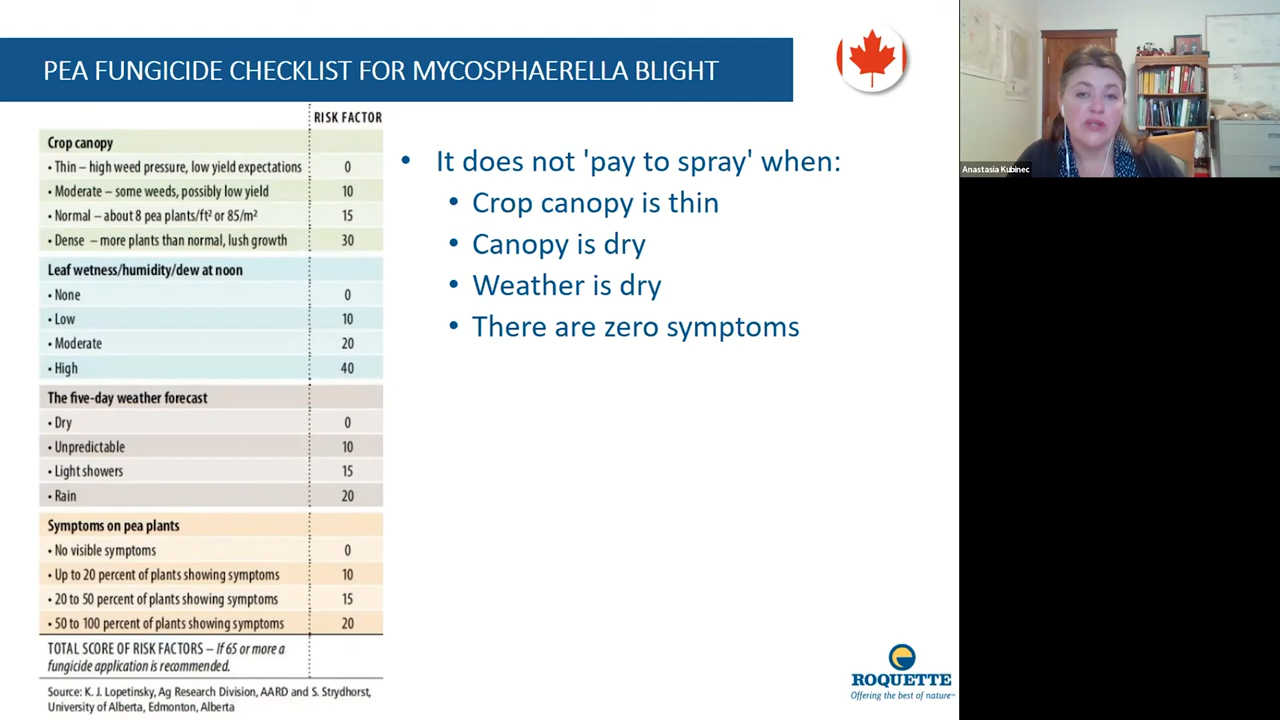 PEA FUNGICIDE CHECKLIST FOR MYCOSPHAERELLA BLIGHT
RISK FACTOR
Crop canopy
• Thin – high weed pressure, low yield expectations 0
• Moderate – some weeds, possibly low yield 10
• Normal – about 8 pea plants/ft² or 85/m² 15
• Dense – more plants than normal, lush growth 30
Leaf wetness/humidity/dew at noon
• None 0
• Low 10
• Moderate 20
• High 40
The five-day weather forecast
• Dry 0
• Unpredictable 10
• Light showers 15
• Rain 20
Symptoms on pea plants
• No visible symptoms 0
• Up to 20 percent of plants showing symptoms 10
• 20 to 50 percent of plants showing symptoms 15
• 50 to 100 percent of plants showing symptoms 20
TOTAL SCORE OF RISK FACTORS – If 65 or more a
fungicide application is recommended.
Source: K. J. Lopetinsky, Ag Research Division, AARD and S. Strydhorst,
University of Alberta, Edmonton, Alberta
• It does not 'pay to spray' when:
• Crop canopy is thin
• Canopy is dry
• Weather is dry
• There are zero symptoms
ROQUETTE
Offering the best of nature™
Anastasia Kubinec